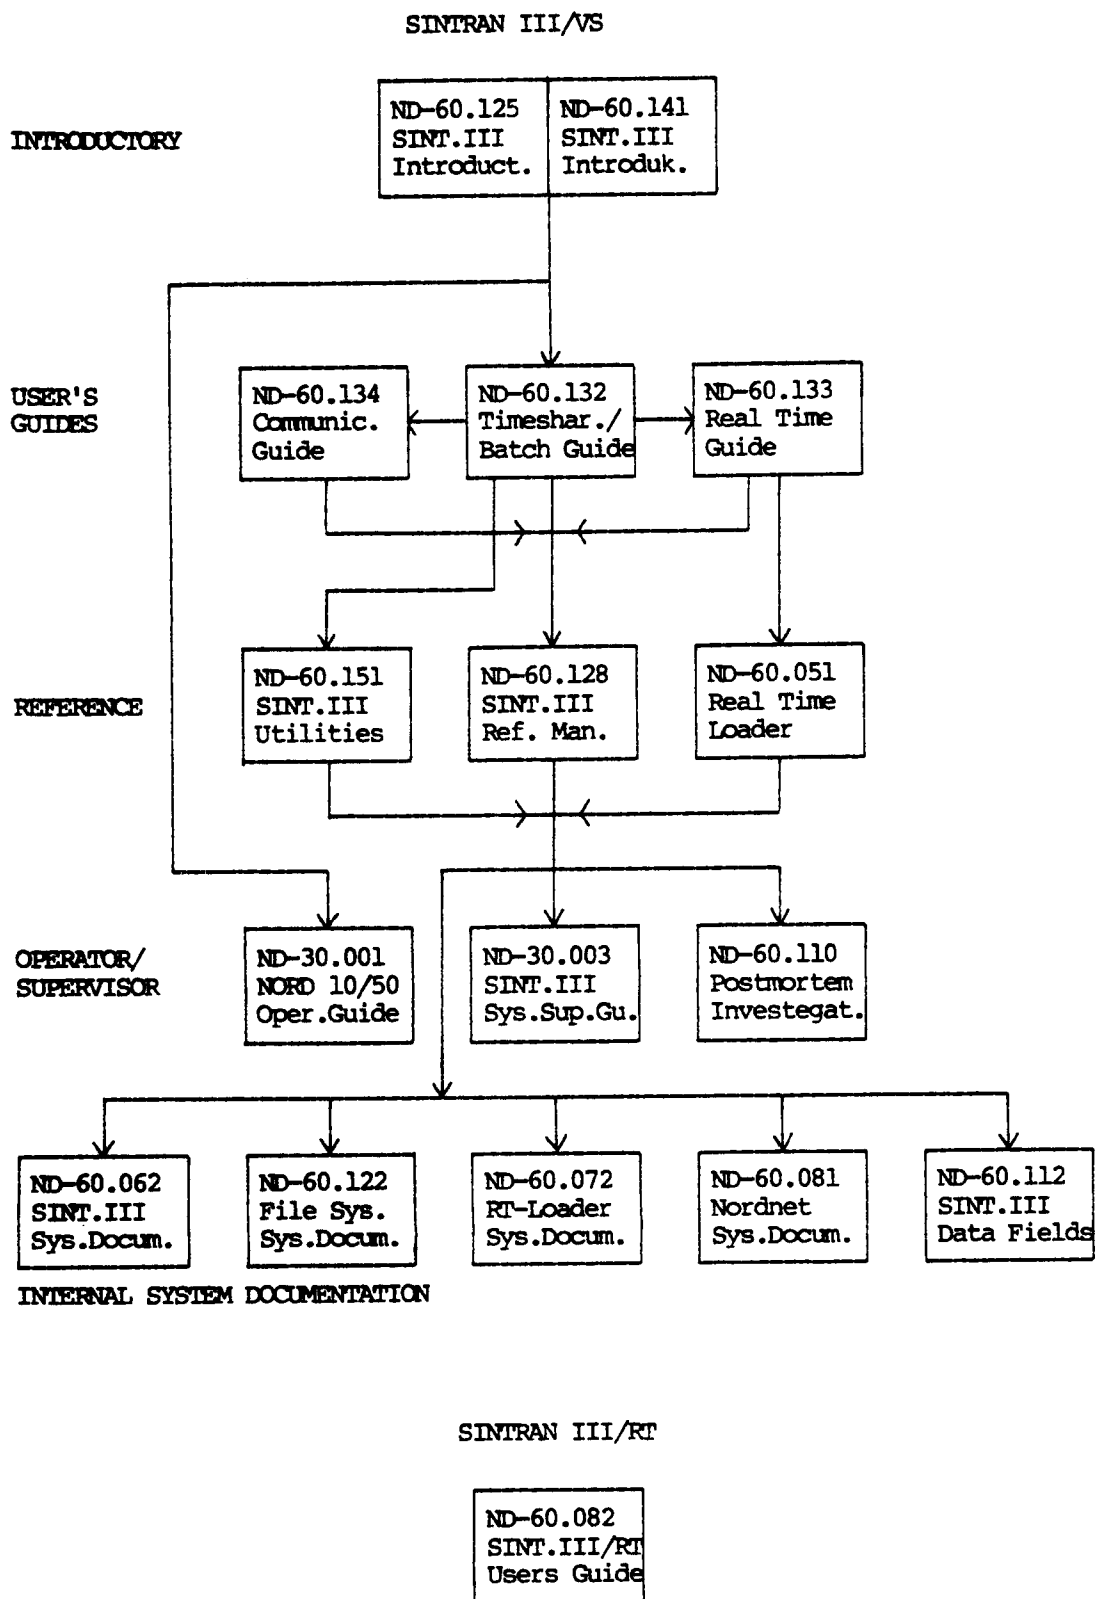 SINTRAN III/VS
INTRODUCTORY
ND-60.125
SINT.III
Introduct.
ND-60.141
SINT.III
Introduk.
USER'S
GUIDES
ND-60.134
Communic.
Guide
ND-60.132
Timeshar./
Batch Guide
ND-60.133
Real Time
Guide
REFERENCE
ND-60.151
SINT.III
Utilities
ND-60.128
SINT.III
Ref. Man.
ND-60.051
Real Time
Loader
OPERATOR/
SUPERVISOR
ND-30.001
NORD 10/50
Oper.Guide
ND-30.003
SINT.III
Sys.Sup.Gu.
ND-60.110
Postmortem
Investegat.
ND-60.062
SINT.III
Sys.Docum.
ND-60.122
File Sys.
Sys.Docum.
ND-60.072
RT-Loader
Sys.Docum.
ND-60.081
Nordnet
Sys.Docum.
ND-60.112
SINT.III
Data Fields
INTERNAL SYSTEM DOCUMENTATION
SINTRAN III/RT
ND-60.082
SINT.III/RT
Users Guide